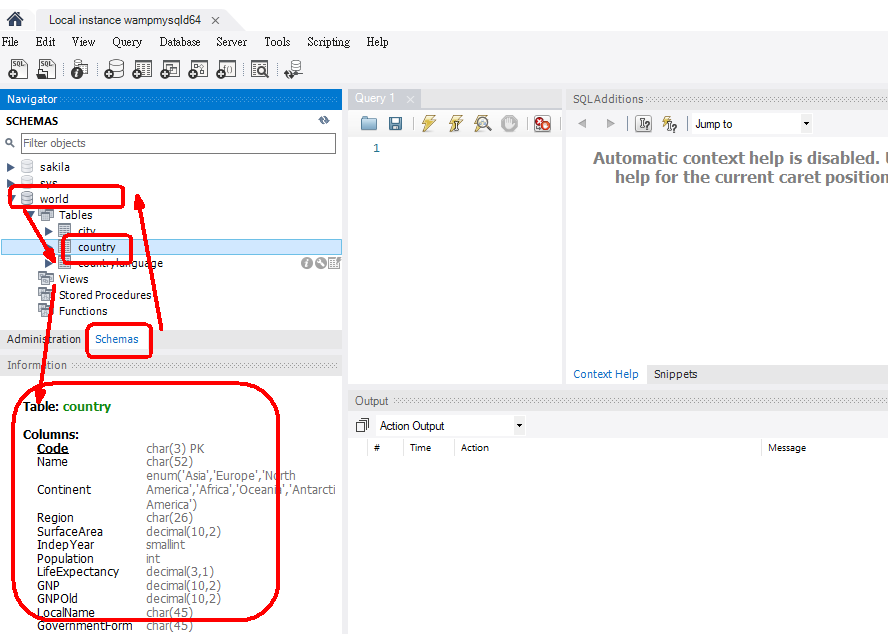 Local instance wampmysqld64
File Edit View Query Database Server Tools Scripting Help
Navigator
SCHEMAS
Filter objects
sakila
sys
world
Tables
city
country
countrylanguage
Views
Stored Procedures
Functions
Administration Schemas
Information
Table: country
Columns:
Code char(3) PK
Name char(52)
enum('Asia','Europe','North
Continent America','Africa','Oceania','Antarcti
America')
Region char(26)
SurfaceArea decimal(10,2)
IndepYear smallint
Population int
LifeExpectancy decimal(3,1)
GNP decimal(10,2)
GNPOld decimal(10,2)
LocalName char(45)
GovernmentForm char(45)
Query 1
1
SQLAdditions
Jump to
Automatic context help is disabled.
help for the current caret position
Context Help Snippets
Output
Action Output
# Time Action Message